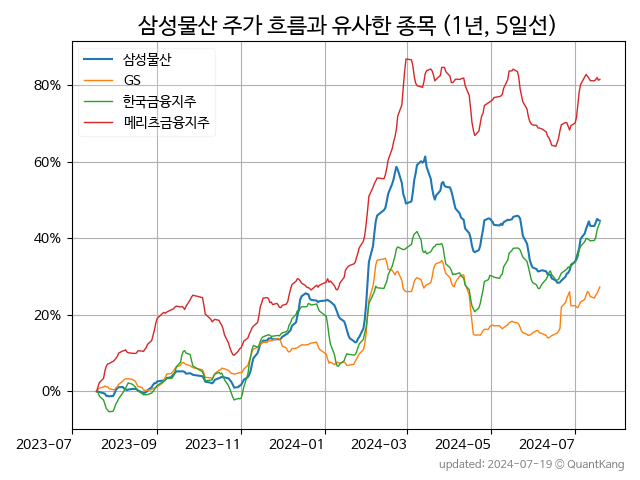 삼성물산 주가 흐름과 유사한 종목 (1년, 5일선)
삼성물산
GS
한국금융지주
메리츠금융지주
80%
60%
40%
20%
0%
2023-07 2023-09 2023-11 2024-01 2024-03 2024-05 2024-07
updated: 2024-07-19 © QuantKang